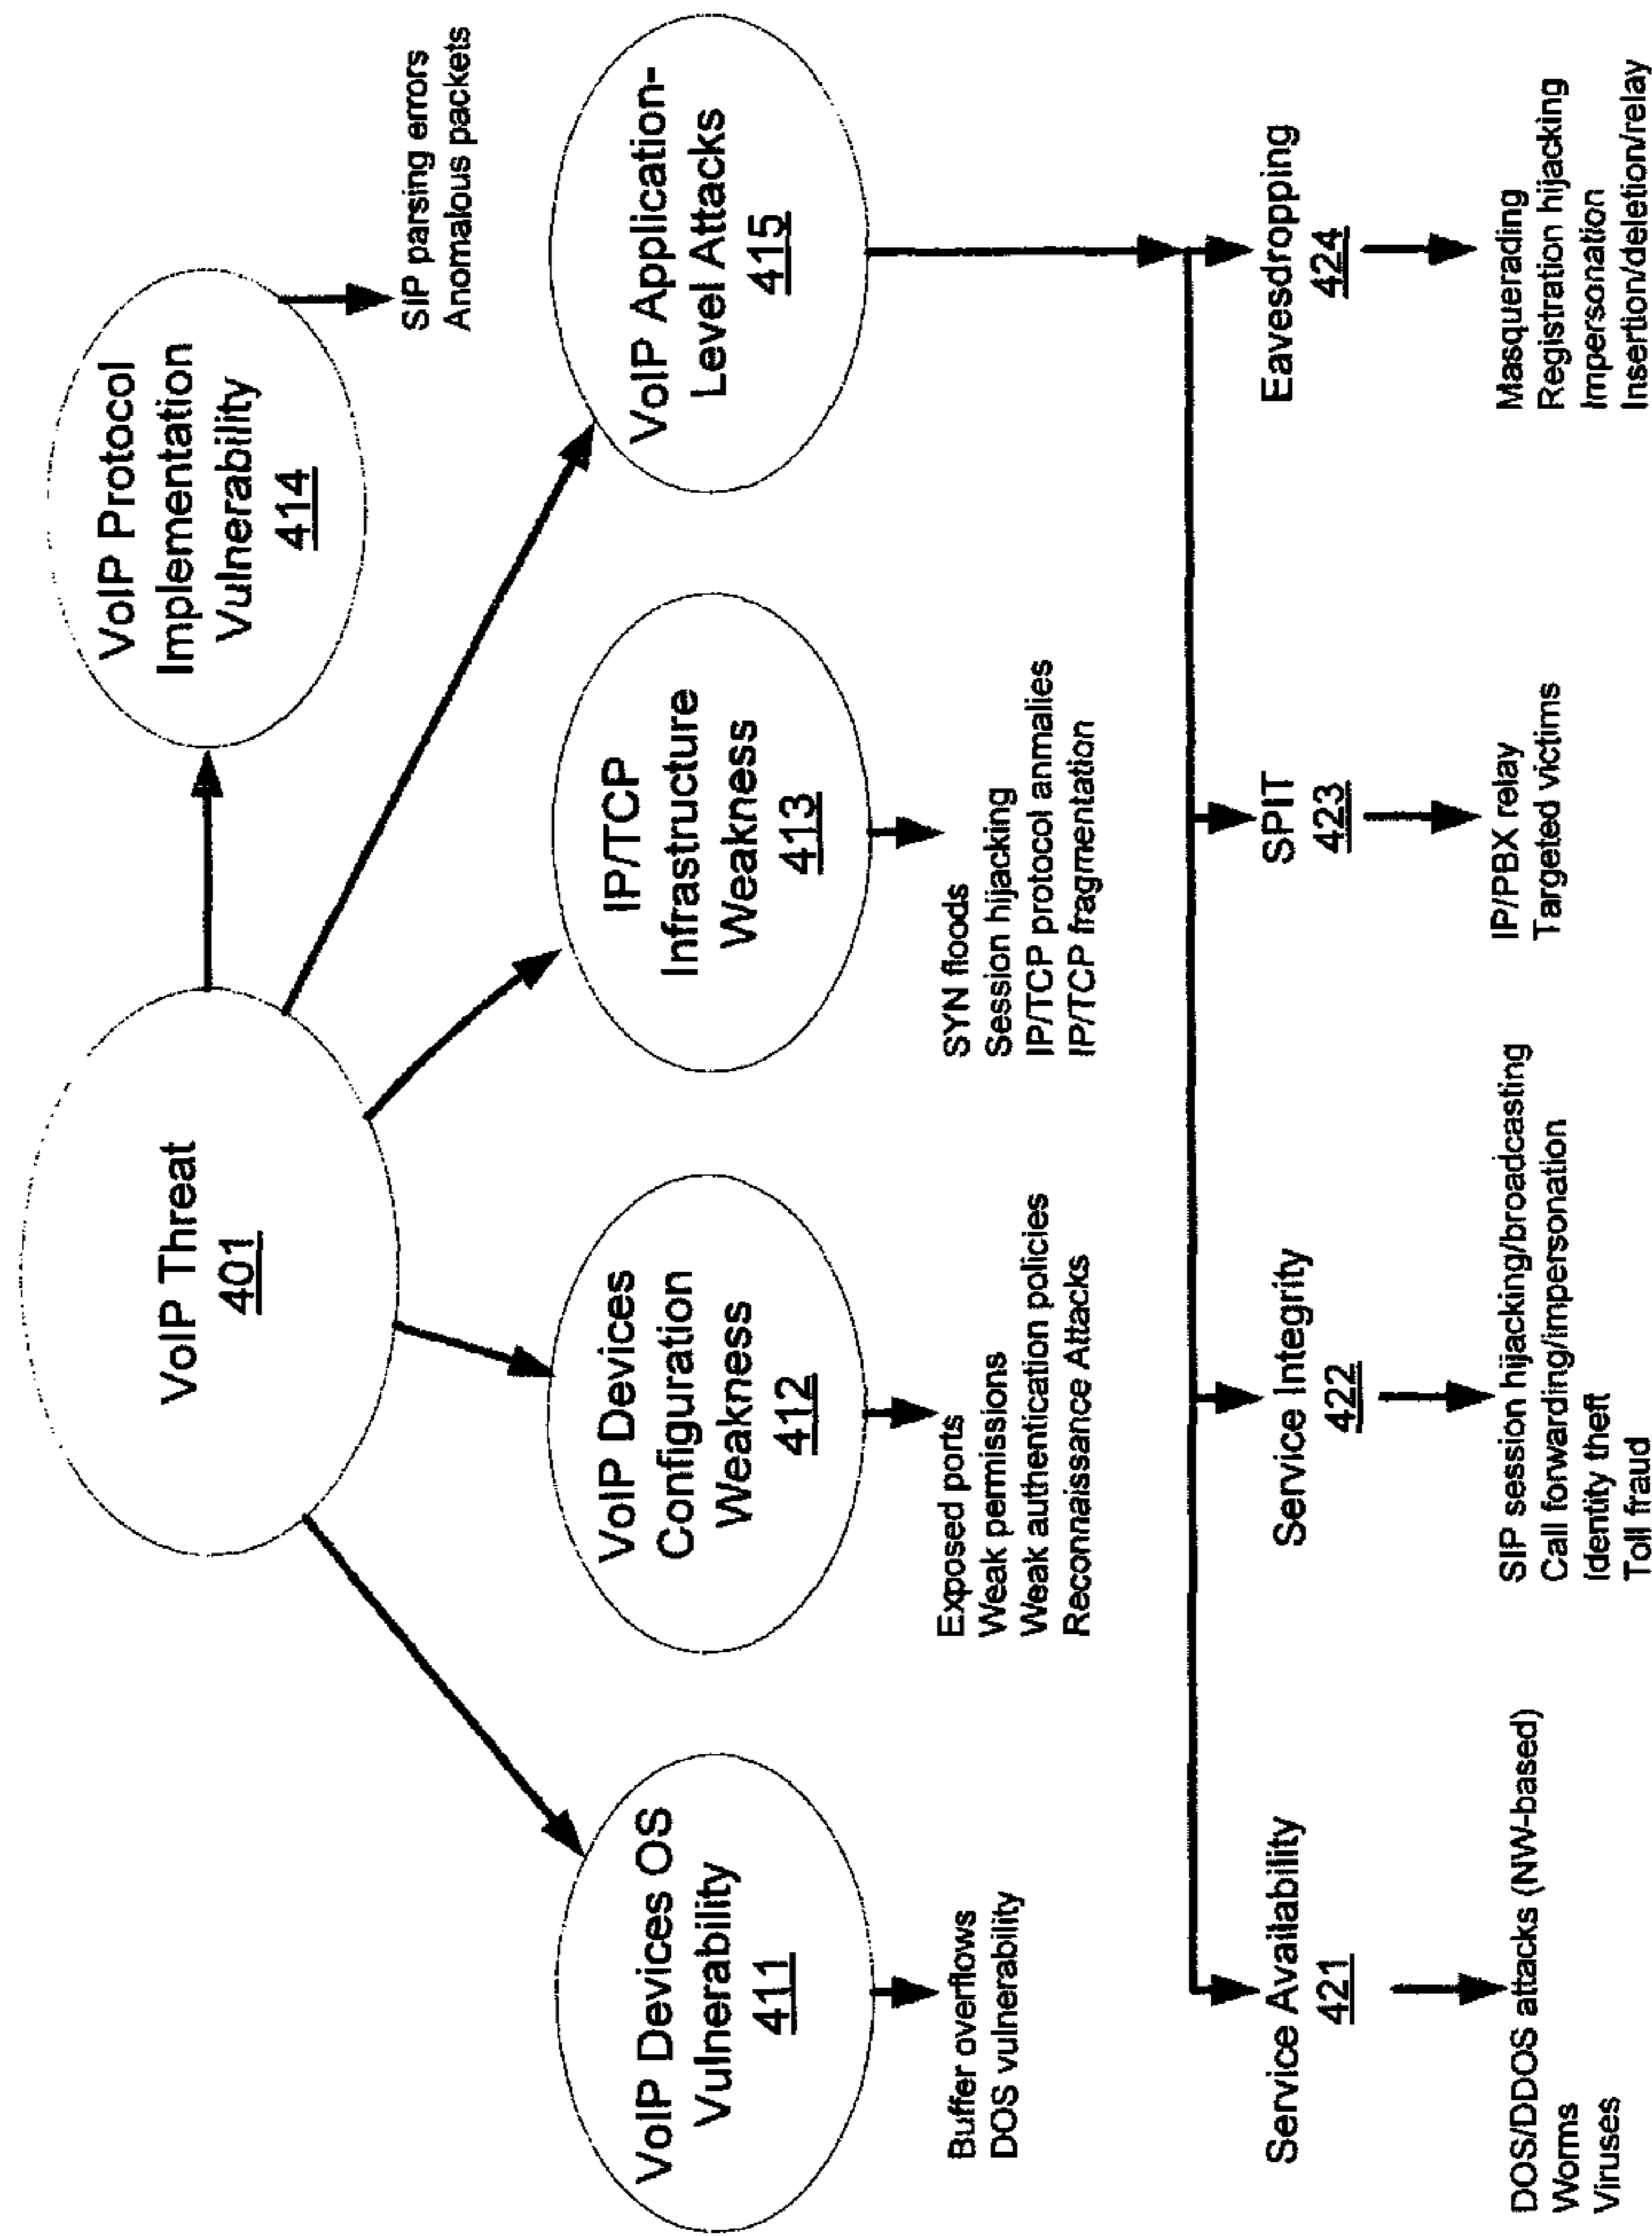 VoIP Threat
401
VoIP Protocol
Implementation
Vulnerability
414
SIP parsing errors
Anomalous packets
VoIP Devices OS
Vulnerability
411
VoIP Devices
Configuration
Weakness
412
IP/TCP
Infrastructure
Weakness
413
VoIP Application-
Level Attacks
415
Buffer overflows
DOS vulnerability
Exposed ports
Weak permissions
Weak authentication policies
Reconnaissance Attacks
SYN floods
Session hijacking
IP/TCP protocol anmalies
IP/TCP fragmentation
Service Availability
421
Service Integrity
422
SPIT
423
Eavesdropping
424
DOS/DDOS attacks (NW-based)
Worms
Viruses
SIP session hijacking/broadcasting
Call forwarding/impersonation
Identity theft
Toll fraud
IP/PBX relay
Targeted victims
Masquerading
Registration hijacking
Impersonation
Insertion/deletion/relay